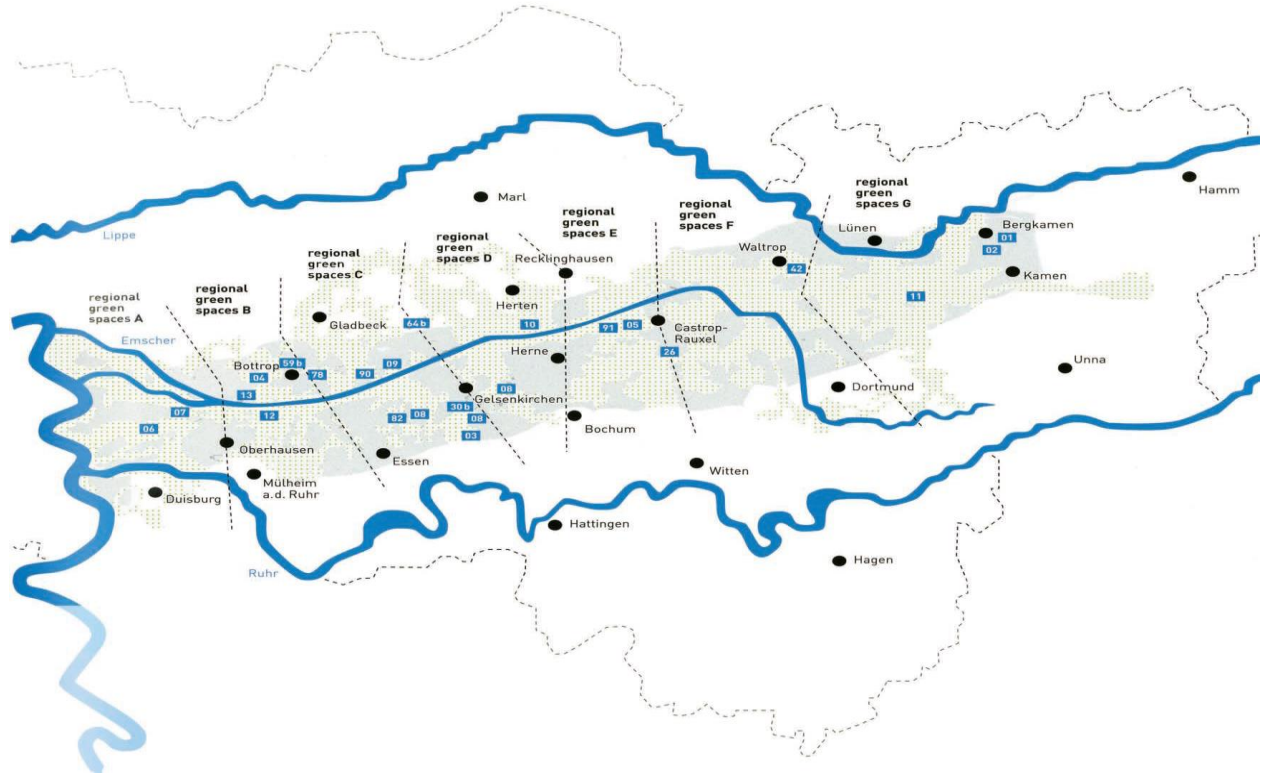 Marl
Hamm
regional
green
spaces G
regional
green
spaces F
regional
green
spaces E
regional
green
spaces D
regional
green
spaces C
regional
green
spaces B
regional
green
spaces A
Lippe
Lünen
Bergkamen
01
02
Kamen
Waltrop
42
11
Recklinghausen
Herten
Gladbeck
64b
10
91
05
Castrop-
Rauxel
26
Emscher
Herne
Unna
59b
78
Bottrop
04
09
90
13
12
Gelsenkirchen
08
Dortmund
07
06
82
08
30b
08
03
Bochum
Oberhausen
Essen
Witten
Mülheim
a.d. Ruhr
Duisburg
Hattingen
Hagen
Ruhr